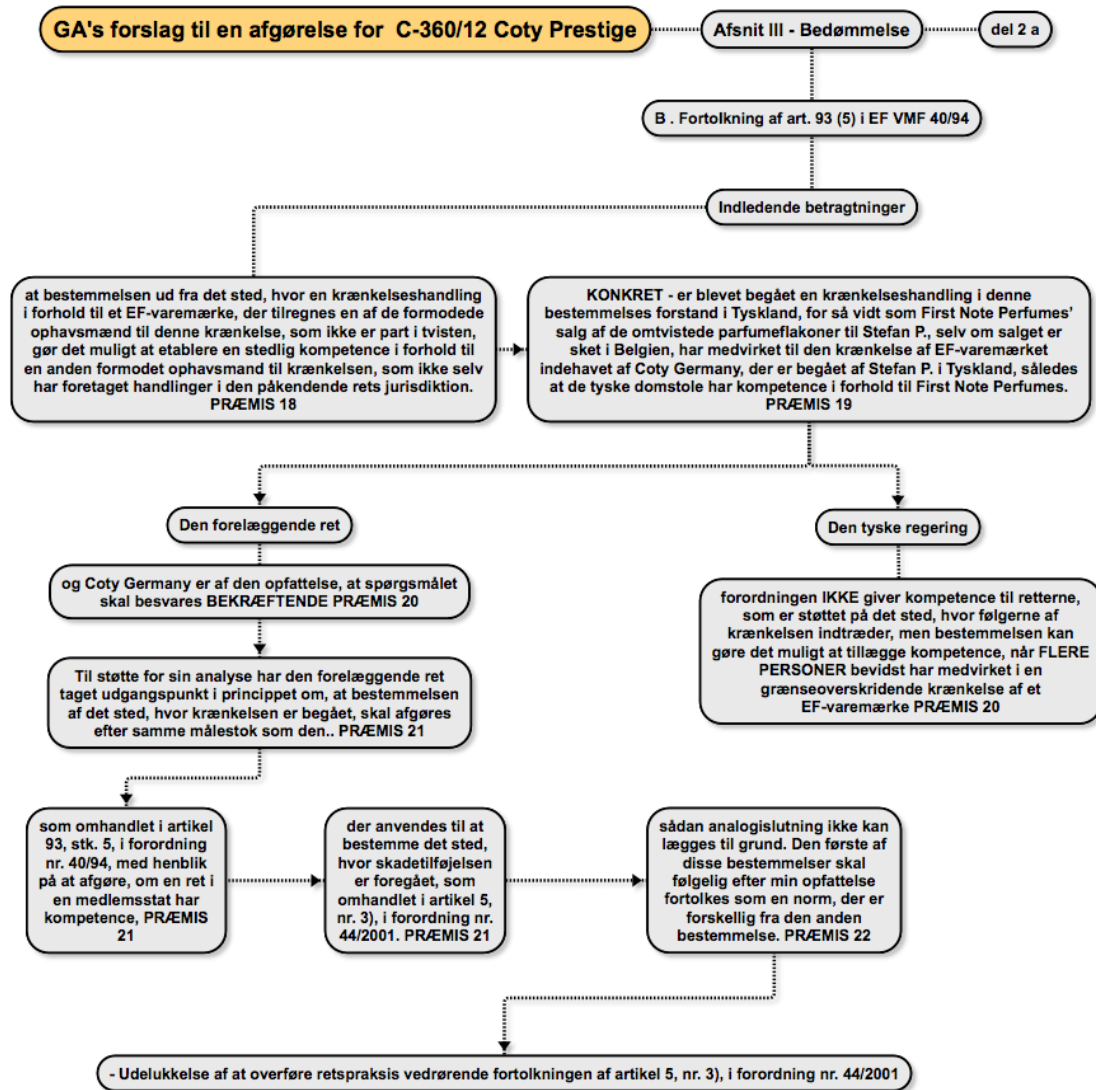 GA's forslag til en afgørelse for C-360/12 Coty Prestige
Afsnit III - Bedømmelse
del 2 a
B . Fortolkning af art. 93 (5) i EF VMF 40/94
Indledende betragtninger
at bestemmelsen ud fra det sted, hvor en krænkelseshandling
i forhold til et EF-varemærke, der tilregnes en af de formodede
ophavsmænd til denne krænkelse, som ikke er part i tvisten,
gør det muligt at etablere en stedlig kompetence i forhold til
en anden formodet ophavsmand til krænkelsen, som ikke selv
har foretaget handlinger i den påkendende rets jurisdiktion.
PRÆMIS 18
KONKRET - er blevet begået en krænkelseshandling i denne
bestemmelses forstand i Tyskland, for så vidt som First Note Perfumes'
salg af de omtvistede parfumeflakoner til Stefan P., selv om salget er
sket i Belgien, har medvirket til den krænkelse af EF-varemærket
indehavet af Coty Germany, der er begået af Stefan P. i Tyskland, således
at de tyske domstole har kompetence i forhold til First Note Perfumes.
PRÆMIS 19
Den forelæggende ret
Den tyske regering
og Coty Germany er af den opfattelse, at spørgsmålet
skal besvares BEKRÆFTENDE PRÆMIS 20
forordningen IKKE giver kompetence til retterne,
som er støttet på det sted, hvor følgerne af
krænkelsen indtræder, men bestemmelsen kan
gøre det muligt at tillægge kompetence, når FLERE
PERSONER bevidst har medvirket i en
grænseoverskridende krænkelse af et
EF-varemærke PRÆMIS 20
Til støtte for sin analyse har den forelæggende ret
taget udgangspunkt i princippet om, at bestemmelsen
af det sted, hvor krænkelsen er begået, skal afgøres
efter samme målestok som den.. PRÆMIS 21
som omhandlet i artikel
93, stk. 5, i forordning
nr. 40/94, med henblik
på at afgøre, om en ret i
en medlemsstat har
kompetence, PRÆMIS
21
der anvendes til at
bestemme det sted,
hvor skadetilføjelsen
er foregået, som
omhandlet i artikel 5,
nr. 3), i forordning nr.
44/2001. PRÆMIS 21
sådan analogislutning ikke kan
lægges til grund. Den første af
disse bestemmelser skal
følgelig efter min opfattelse
fortolkes som en norm, der er
forskellig fra den anden
bestemmelse. PRÆMIS 22
- Udelukkelse af at overføre retspraksis vedrørende fortolkningen af artikel 5, nr. 3), i forordning nr. 44/2001